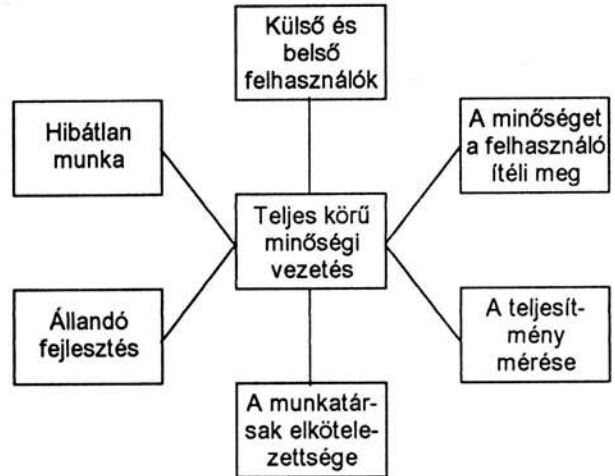 Külső és
belső
felhasználók
Hibátlan
munka
A minőséget
a felhasználó
ítéli meg
Teljes körű
minőségi
vezetés
Állandó
fejlesztés
A teljesít-
mény
mérése
A munkatár-
sak elkötele-
zettsége